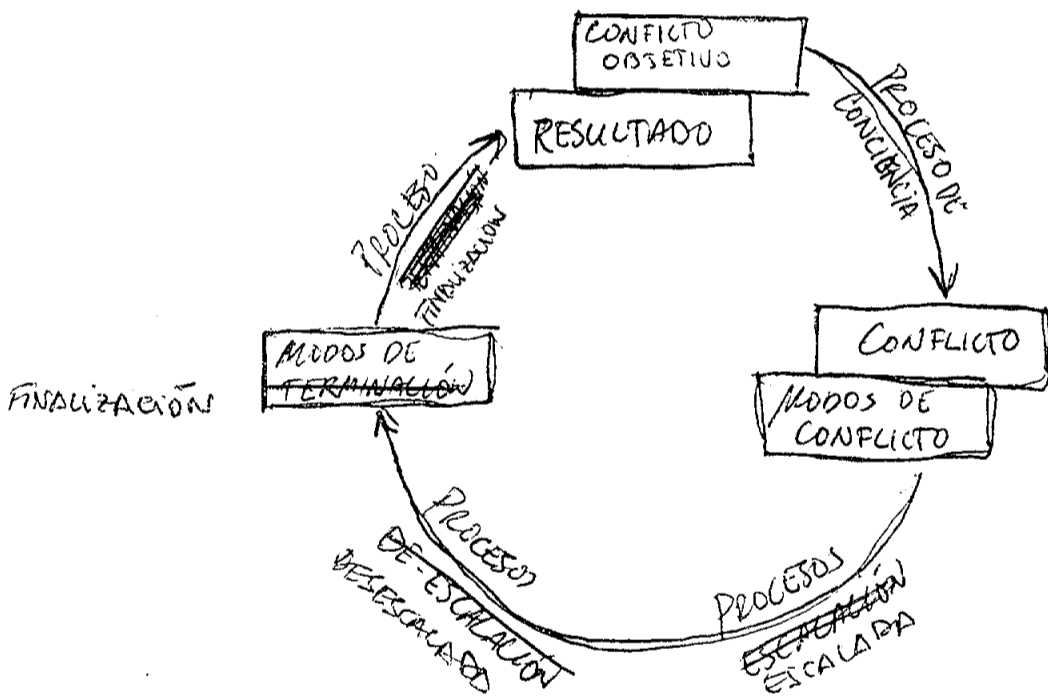 CONFICTO
OBJETIVO
RESULTADO
PROCESO DE
CONCIENCIA
CONFLICTO
MODOS DE
CONFLICTO
PROCESOS
ESCALACIÓN
ESCALADA
PROCESOS
DE-ESCALACIÓN
DESESCALADO
MODOS DE
TERMINACIÓN
FINALIZACIÓN
PROCESO
FINALIZACION